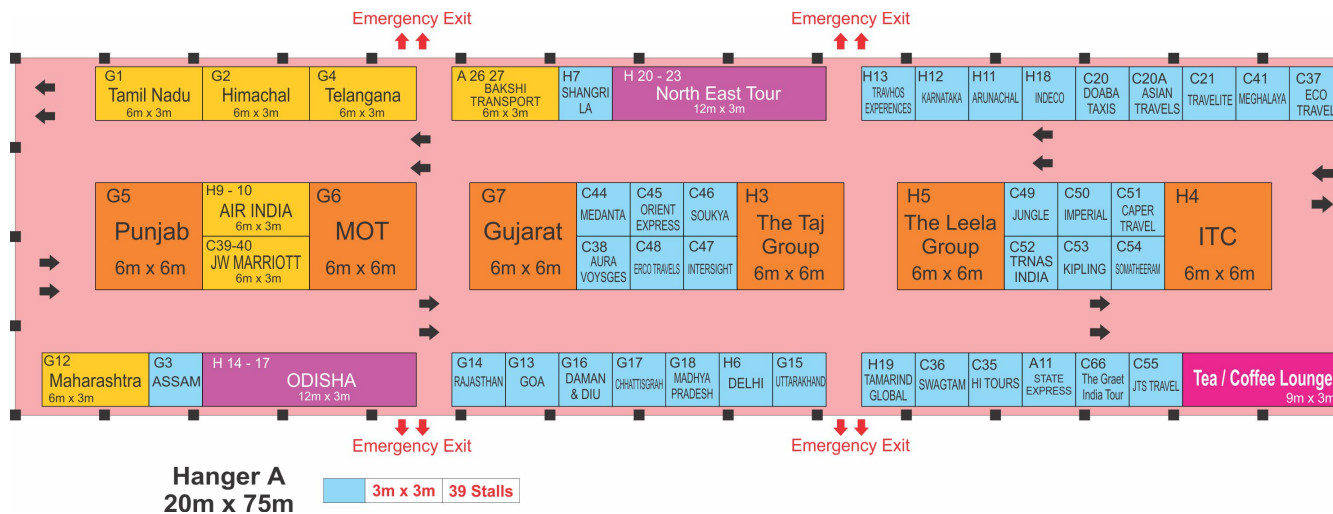 Emergency Exit
Emergency Exit
G1
Tamil Nadu
6m x 3m
G2
Himachal
6m x 3m
G4
Telangana
6m x 3m
A 26 27
BAKSHI
TRANSPORT
6m x 3m
H7
SHANGRI
LA
H 20 - 23
North East Tour
12m x 3m
H13
TRAVHOS
EXPERENCES
H12
KARNATAKA
H11
ARUNACHAL
H18
INDECO
C20
DOABA
TAXIS
C20A
ASIAN
TRAVELS
C21
TRAVELITE
C41
MEGHALAYA
C37
ECO
TRAVEL
G5
Punjab
6m x 6m
H9 - 10
AIR INDIA
6m x 3m
C39-40
JW MARRIOTT
6m x 3m
G6
MOT
6m x 6m
G7
Gujarat
6m x 6m
C44
MEDANTA
C45
ORIENT
EXPRESS
C46
SOUKYA
C38
AURA
VOYSGES
C48
ERCO TRAVELS
C47
INTERSIGHT
H3
The Taj
Group
6m x 6m
H5
The Leela
Group
6m x 6m
C49
JUNGLE
C50
IMPERIAL
C51
CAPER
TRAVEL
C52
TRNAS
INDIA
C53
KIPLING
C54
SOMATHEERAM
H4
ITC
6m x 6m
G12
Maharashtra
6m x 3m
G3
ASSAM
H 14 - 17
ODISHA
12m x 3m
G14
RAJASTHAN
G13
GOA
G16
DAMAN
& DIU
G17
CHHATTISGRAH
G18
MADHYA
PRADESH
H6
DELHI
G15
UTTARAKHAND
H19
TAMARIND
GLOBAL
C36
SWAGTAM
C35
HI TOURS
A11
STATE
EXPRESS
C66
The Graet
India Tour
C55
JTS TRAVEL
Tea / Coffee Lounge
9m x 3m
Emergency Exit
Emergency Exit
Hanger A
20m x 75m
3m x 3m
39 Stalls